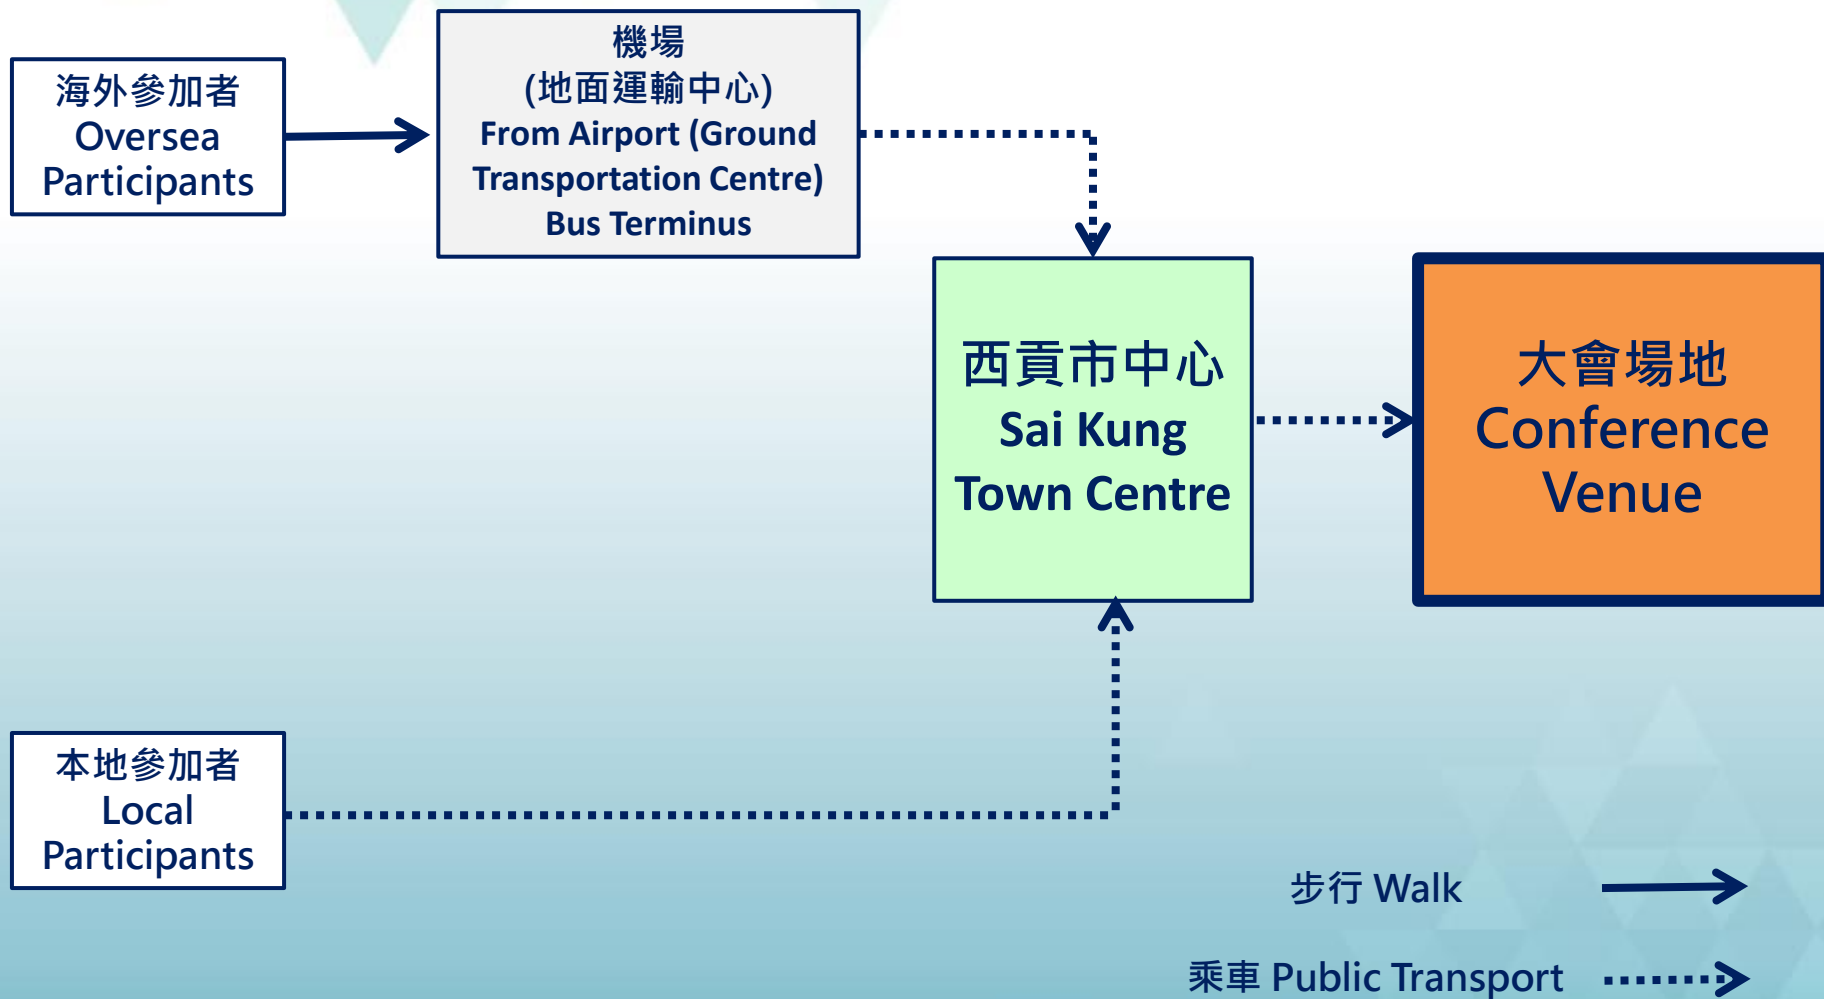 海外參加者
Oversea
Participants
機場
(地面運輸中心)
From Airport (Ground
Transportation Centre)
Bus Terminus
西貢市中心
Sai Kung
Town Centre
大會場地
Conference
Venue
本地參加者
Local
Participants
步行 Walk
乘車 Public Transport